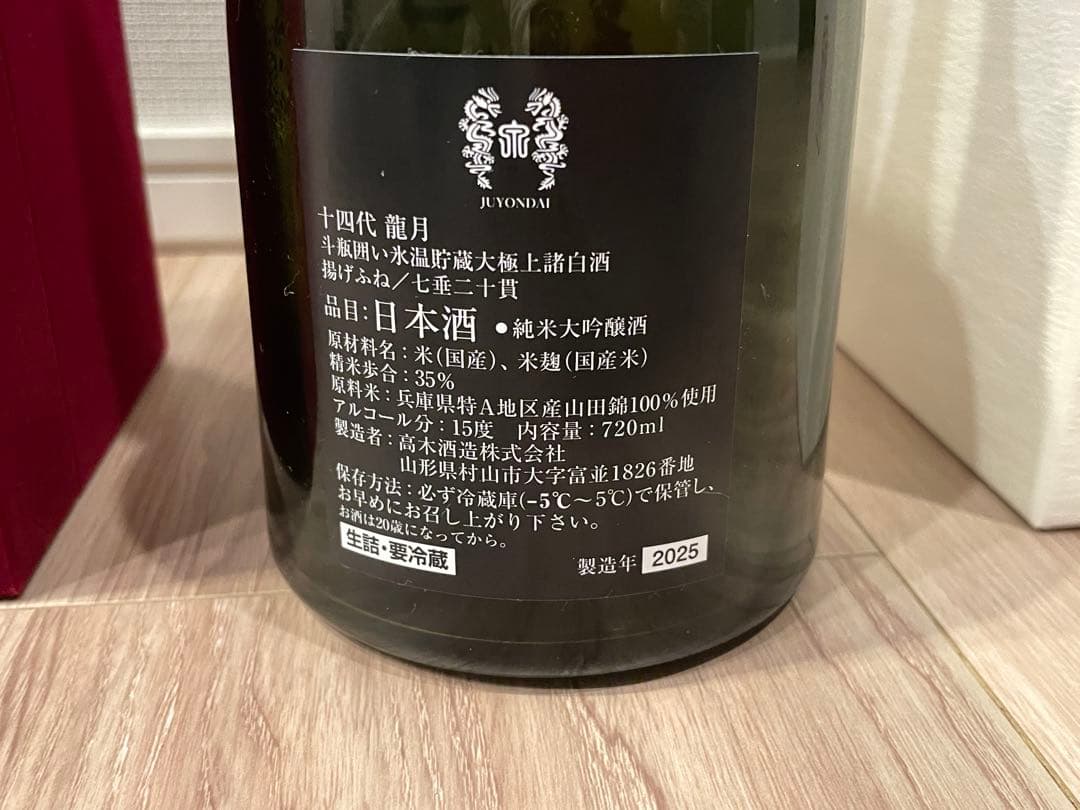 JUYONDAI
十四代 龍月
斗瓶囲い氷温貯蔵大極上諸白酒
揚げふね/七垂二十貫
品目:日本酒 ●純米大吟醸酒
原材料名:米(国産)、米麹(国産米)
精米歩合:35%
原料米:兵庫県特A地区産山田錦100%使用
アルコール分:15度 内容量:720ml
製造者:高木酒造株式会社
山形県村山市大字富並1826番地
保存方法:必ず冷蔵庫(-5℃〜5℃)で保管し、
お早めにお召し上がり下さい。
お酒は20歳になってから。
生詰・要冷蔵
製造年 2025